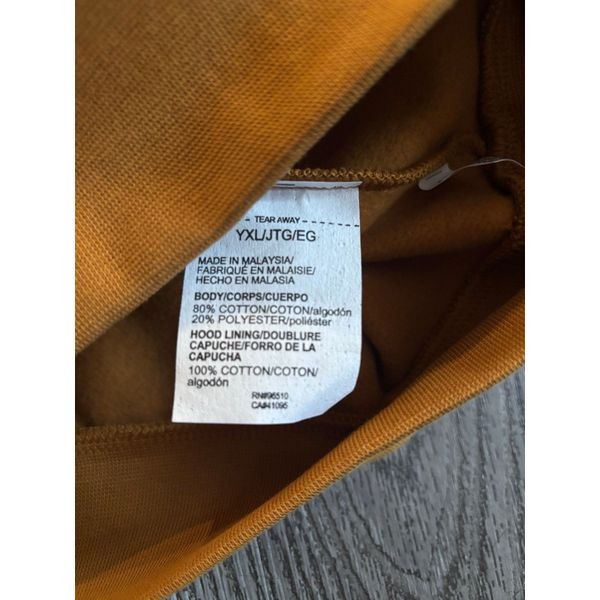 TEAR AWAY
YXL/JTG/EG
MADE IN MALAYSIA/
FABRIQUÉ EN MALAISIE/
HECHO EN MALASIA
BODY/CORPS/CUERPO
80% COTTON/COTON/algodón
20% POLYESTER/poliéster
HOOD LINING/DOUBLURE
CAPUCHE/FORRO DE LA
CAPUCHA
100% COTTON/COTON/
algodón
RN#96510
CA#41095